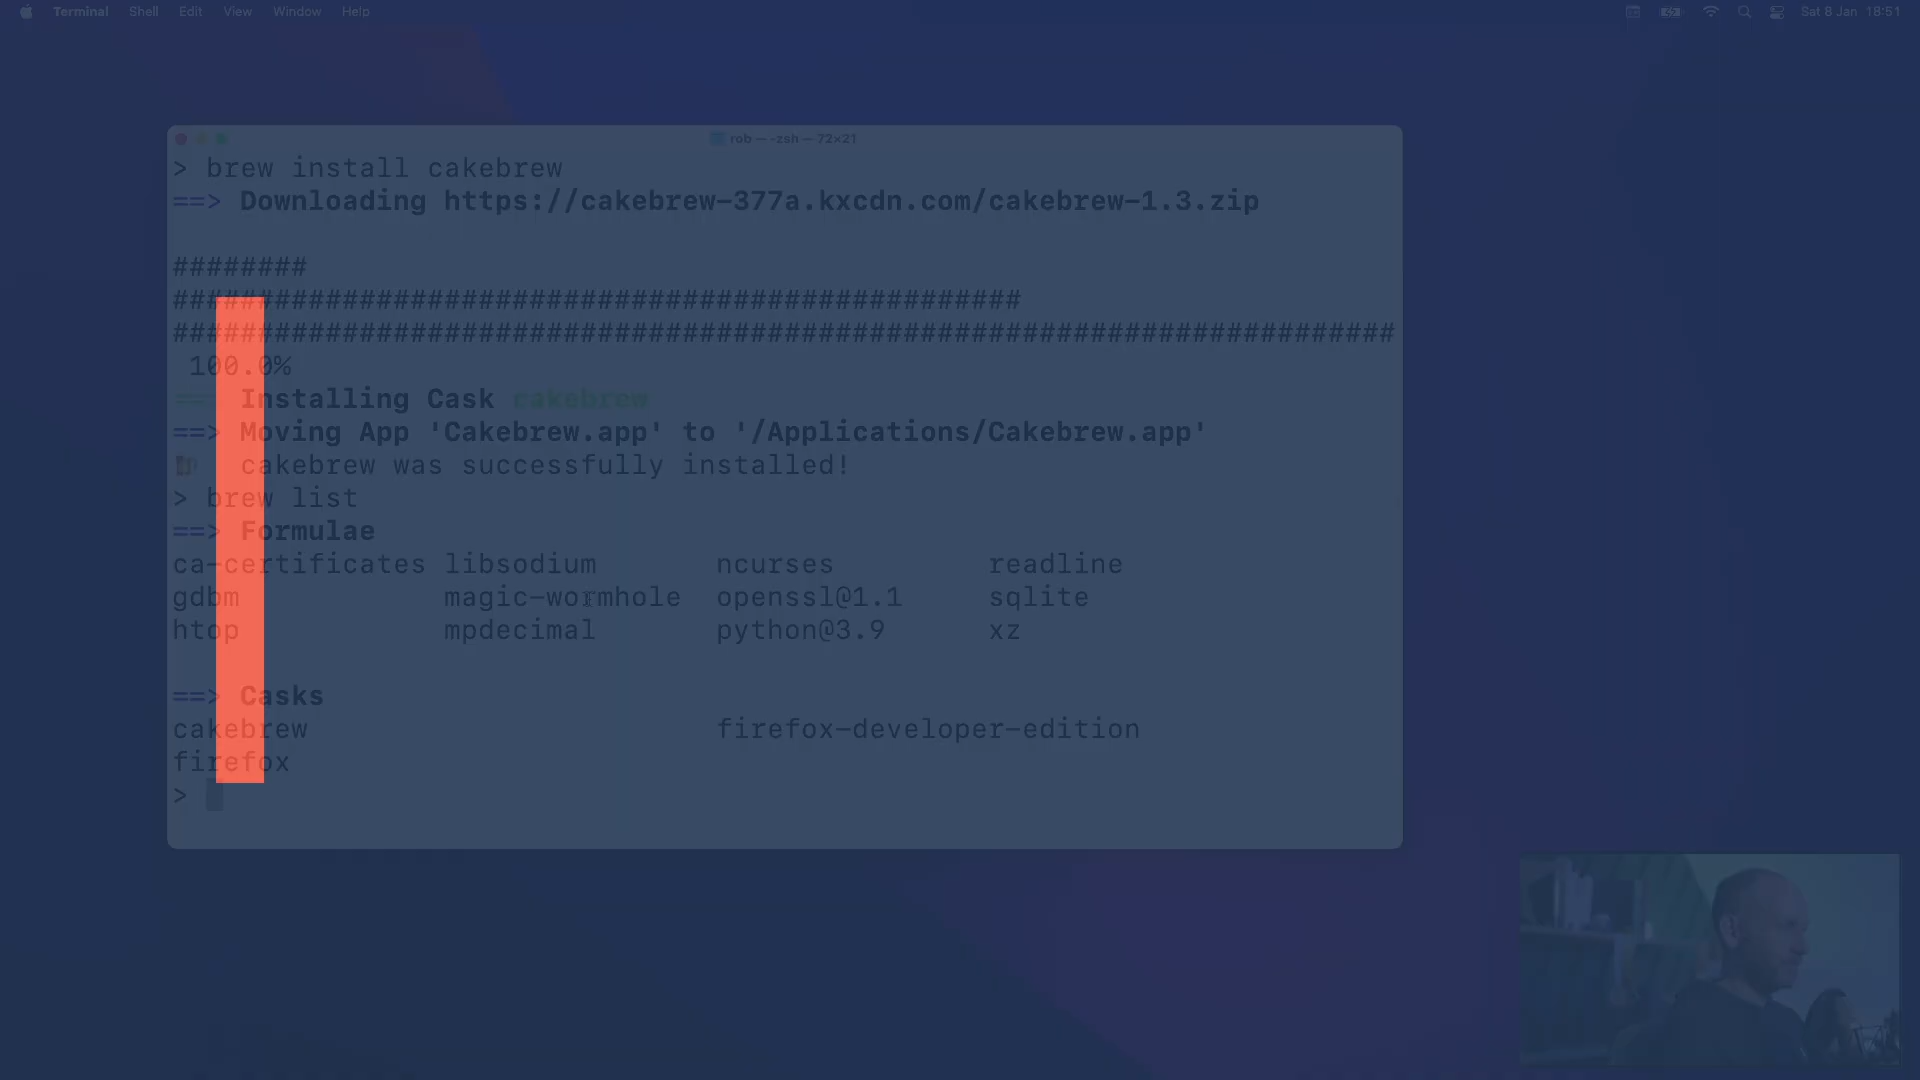 Terminal Shell Edit View Window Help Sat 8 Jan 18:51
rob — -zsh — 72×21
> brew install cakebrew
==> Downloading https://cakebrew-377a.kxcdn.com/cakebrew-1.3.zip
########
##################################################
########################################################################
100.0%
==> Installing Cask cakebrew
==> Moving App 'Cakebrew.app' to '/Applications/Cakebrew.app'
cakebrew was successfully installed!
> brew list
==> Formulae
ca-certificates libsodium ncurses readline
gdbm magic-wormhole openssl@1.1 sqlite
htop mpdecimal python@3.9 xz
==> Casks
cakebrew firefox-developer-edition
firefox
>